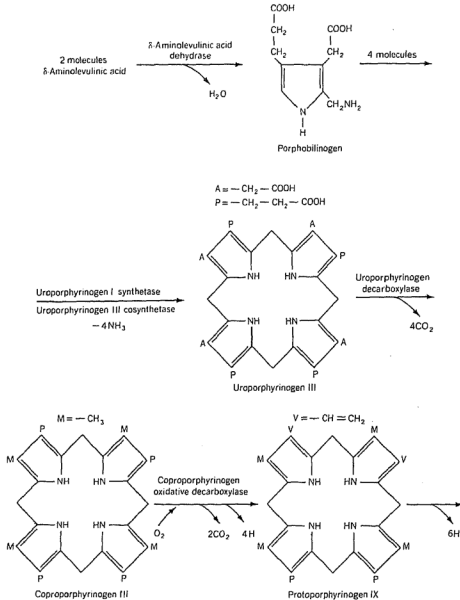 COOH
CH2
CH2
COOH
CH2
2 molecules
δ-Aminolevulinic acid
δ-Aminolevulinic acid
dehydrase
H2O
4 molecules
CH2NH2
N
H
Porphobilinogen
A = — CH2 — COOH
P = — CH2 — CH2 — COOH
P A
A P
NH HN
NH HN
A A
P P
Uroporphyrinogen I synthetase
Uroporphyrinogen III cosynthetase
− 4NH3
Uroporphyrinogen III
Uroporphyrinogen
decarboxylase
4CO2
M = — CH3
P M
M P
NH HN
NH HN
M M
P P
Coproporphyrinogen III
Coproporphyrinogen
oxidative decarboxylase
O2 2CO2 4H
V = — CH = CH2
V M
M V
NH HN
NH HN
M M
P P
Protoporphyrinogen IX
6H